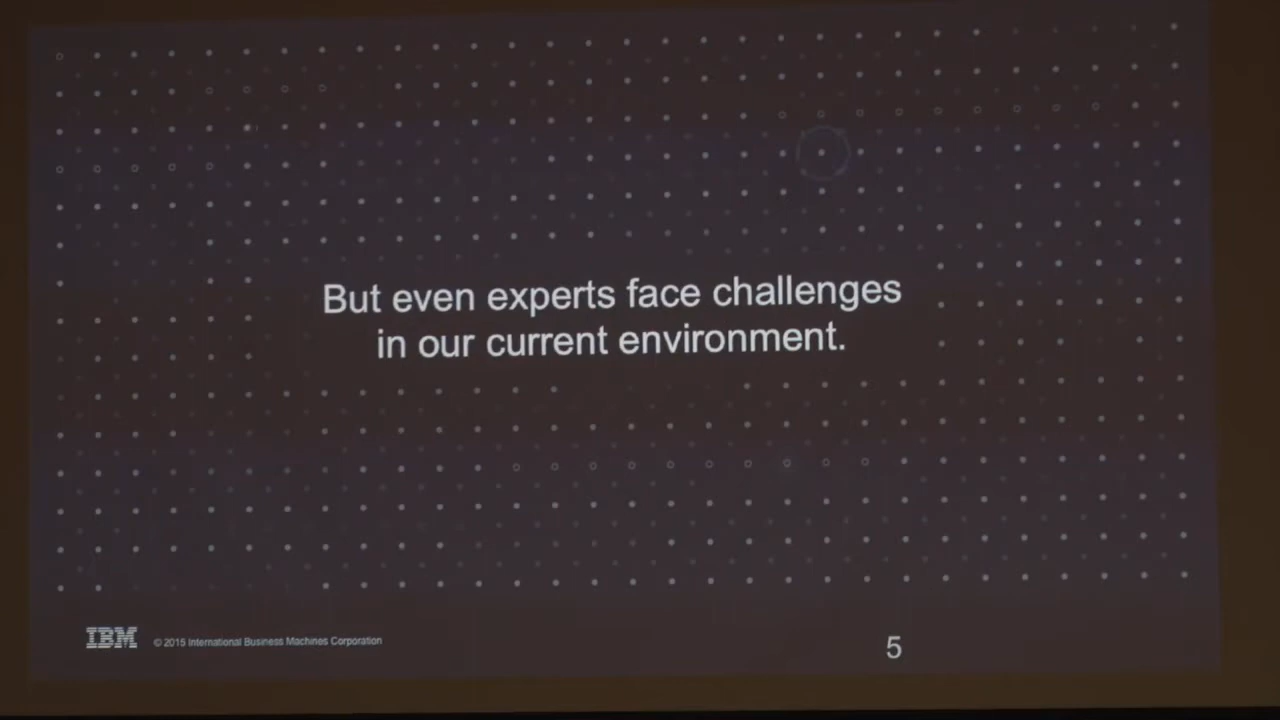 But even experts face challenges
in our current environment.
IBM
© 2015 International Business Machines Corporation
5